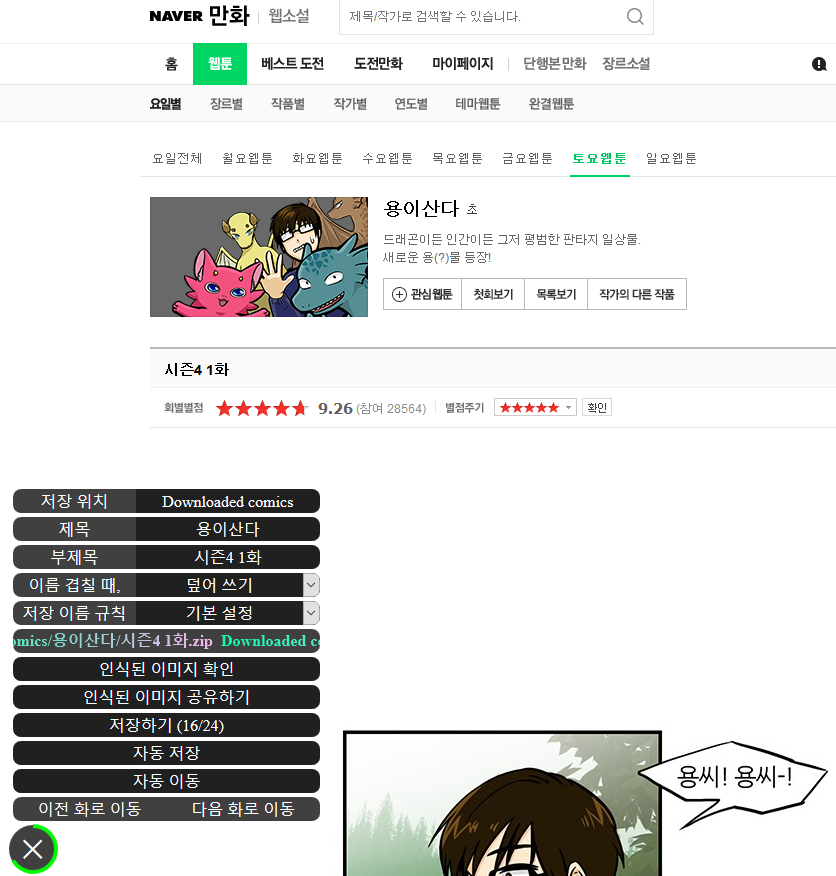 NAVER 만화 웹소설 제목/작가로 검색할 수 있습니다.
홈 웹툰 베스트 도전 도전만화 마이페이지 단행본만화 장르소설
요일별 장르별 작품별 작가별 연도별 테마웹툰 완결웹툰
요일전체 월요웹툰 화요웹툰 수요웹툰 목요웹툰 금요웹툰 토요웹툰 일요웹툰
용이산다 초
드래곤이든 인간이든 그저 평범한 판타지 일상물.
새로운 용(?)물 등장!
관심웹툰 첫회보기 목록보기 작가의 다른 작품
시즌4 1화
회별별점 9.26 (참여 28564) 별점주기 확인
저장 위치 Downloaded comics
제목 용이산다
부제목 시즌4 1화
이름 겹칠 때, 덮어 쓰기
저장 이름 규칙 기본 설정
omics/용이산다/시즌4 1화.zip Downloaded co
인식된 이미지 확인
인식된 이미지 공유하기
저장하기 (16/24)
자동 저장
자동 이동
이전 화로 이동 다음 화로 이동
용씨! 용씨-!